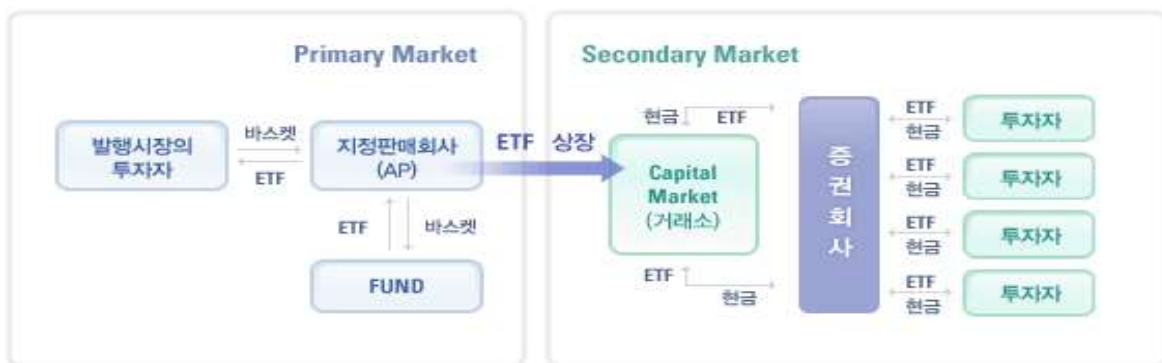 Primary Market
발행시장의
투자자
바스켓
ETF
지정판매회사
(AP)
ETF
바스켓
FUND
ETF 상장
Secondary Market
현금
ETF
Capital
Market
(거래소)
ETF
현금
증
권
회
사
ETF
현금
투자자
ETF
현금
투자자
ETF
현금
투자자
ETF
현금
투자자